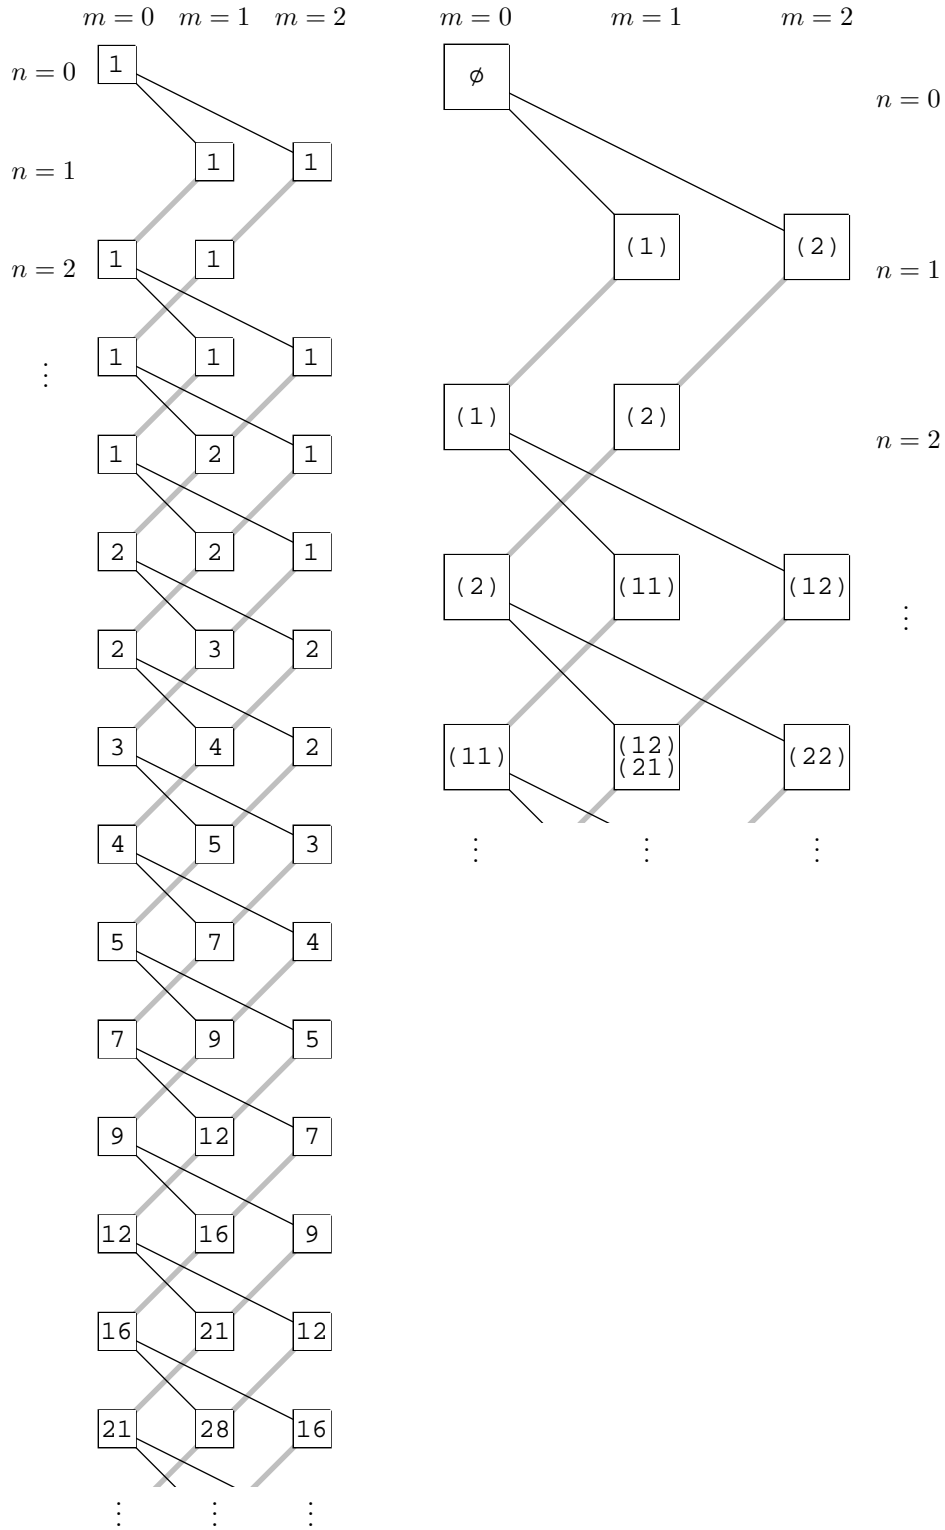 m = 0 m = 1 m = 2
n = 0 1
n = 1 1 1
n = 2 1 1
⋮ 1 1 1
1 2 1
2 2 1
2 3 2
3 4 2
4 5 3
5 7 4
7 9 5
9 12 7
12 16 9
16 21 12
21 28 16
⋮ ⋮ ⋮
m = 0 m = 1 m = 2
∅ n = 0
(1) (2) n = 1
(1) (2) n = 2
(2) (11) (12) ⋮
(11) (12) (22)
(21)
⋮ ⋮ ⋮